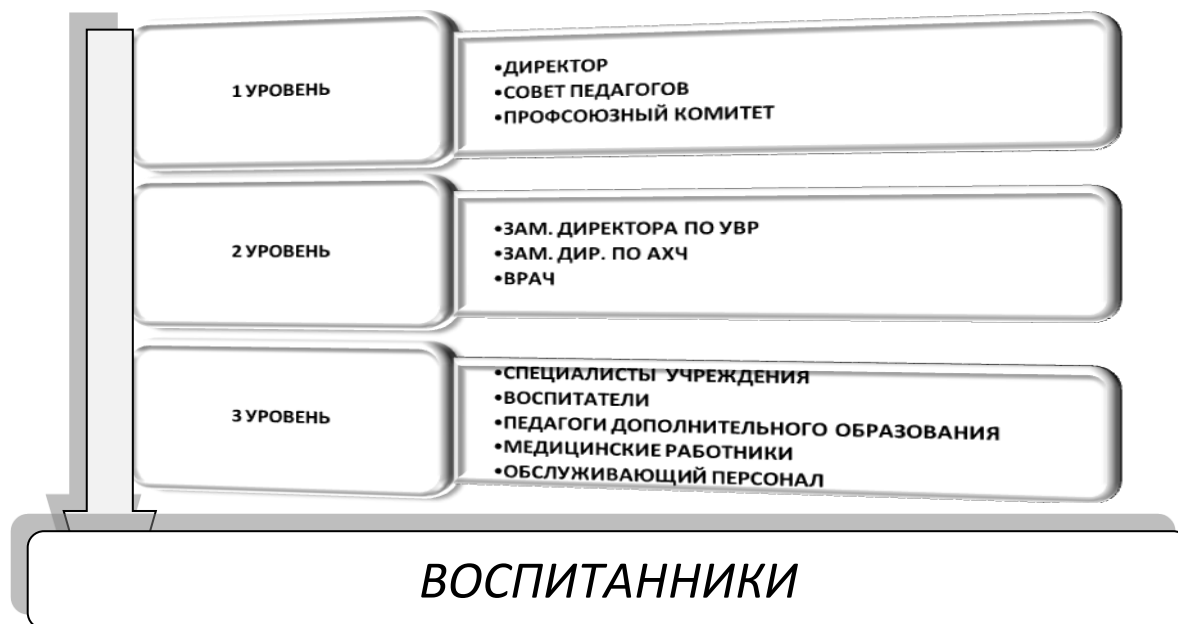 1 УРОВЕНЬ
•ДИРЕКТОР
•СОВЕТ ПЕДАГОГОВ
•ПРОФСОЮЗНЫЙ КОМИТЕТ
2 УРОВЕНЬ
•ЗАМ. ДИРЕКТОРА ПО УВР
•ЗАМ. ДИР. ПО АХЧ
•ВРАЧ
3 УРОВЕНЬ
•СПЕЦИАЛИСТЫ УЧРЕЖДЕНИЯ
•ВОСПИТАТЕЛИ
•ПЕДАГОГИ ДОПОЛНИТЕЛЬНОГО ОБРАЗОВАНИЯ
•МЕДИЦИНСКИЕ РАБОТНИКИ
•ОБСЛУЖИВАЮЩИЙ ПЕРСОНАЛ
ВОСПИТАННИКИ